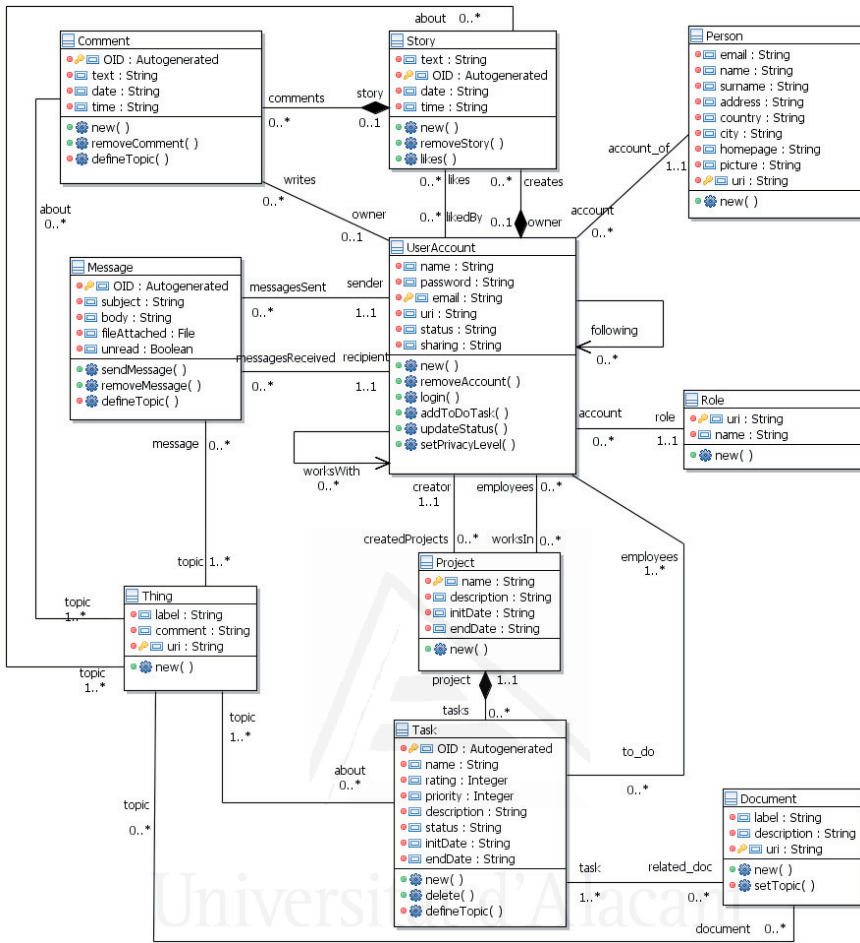 about 0..*
Comment
OID : Autogenerated
text : String
date : String
time : String
new( )
removeComment( )
defineTopic( )
Story
text : String
OID : Autogenerated
date : String
time : String
new( )
removeStory( )
likes( )
Person
email : String
name : String
surname : String
address : String
country : String
city : String
homepage : String
picture : String
uri : String
new( )
comments
0..*
story
0..1
account_of
1..1
account
0..*
about
0..*
writes
0..*
owner
0..1
0..* likes
0..* likedBy
0..* creates
0..1 owner
UserAccount
name : String
password : String
email : String
uri : String
status : String
sharing : String
new( )
removeAccount( )
login( )
addToDoTask( )
updateStatus( )
setPrivacyLevel( )
Message
OID : Autogenerated
subject : String
body : String
fileAttached : File
unread : Boolean
sendMessage( )
removeMessage( )
defineTopic( )
messagesSent
0..*
sender
1..1
messagesReceived
0..*
recipient
1..1
following
0..*
Role
uri : String
name : String
new( )
account
0..*
role
1..1
worksWith
0..*
message 0..*
topic 1..*
creator
1..1
employees 0..*
createdProjects 0..*
worksIn 0..*
employees
1..*
Project
name : String
description : String
initDate : String
endDate : String
new( )
Thing
label : String
comment : String
uri : String
new( )
topic
1..*
topic
1..*
topic
1..*
project 1..1
tasks 0..*
Task
OID : Autogenerated
name : String
rating : Integer
priority : Integer
description : String
status : String
initDate : String
endDate : String
new( )
delete( )
defineTopic( )
about
0..*
to_do
0..*
topic
0..*
Document
label : String
description : String
uri : String
new( )
setTopic( )
task
1..*
related_doc
0..*
document 0..*
Universitat d'Alacant